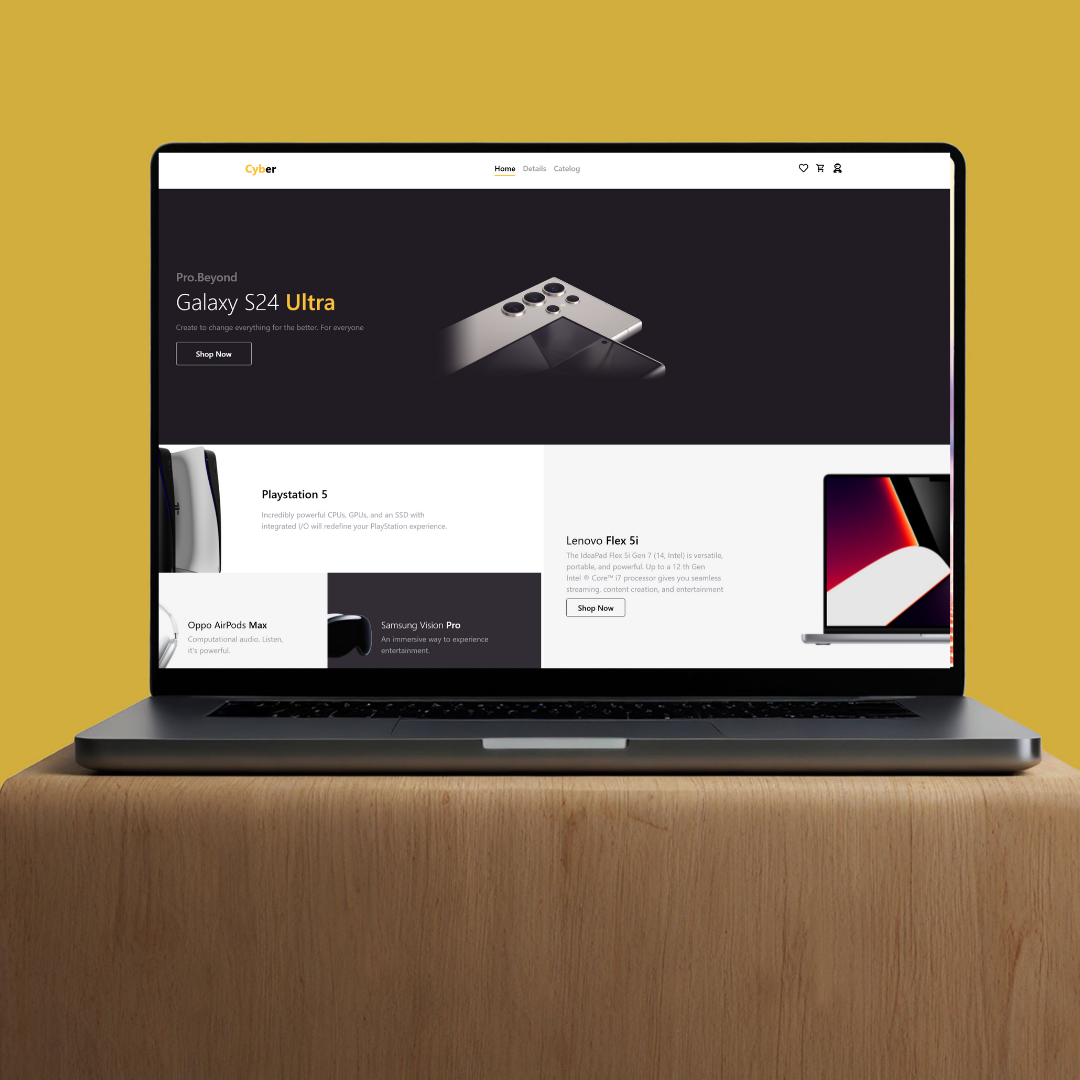 Cyber
Home Details Catelog
Pro.Beyond
Galaxy S24 Ultra
Create to change everything for the better. For everyone
Shop Now
Playstation 5
Incredibly powerful CPUs, GPUs, and an SSD with
integrated I/O will redefine your PlayStation experience.
Oppo AirPods Max
Computational audio. Listen,
it's powerful.
Samsung Vision Pro
An immersive way to experience
entertainment.
Lenovo Flex 5i
The IdeaPad Flex 5i Gen 7 (14, Intel) is versatile,
portable, and powerful. Up to a 12 th Gen
Intel ® Core™ i7 processor gives you seamless
streaming, content creation, and entertainment
Shop Now